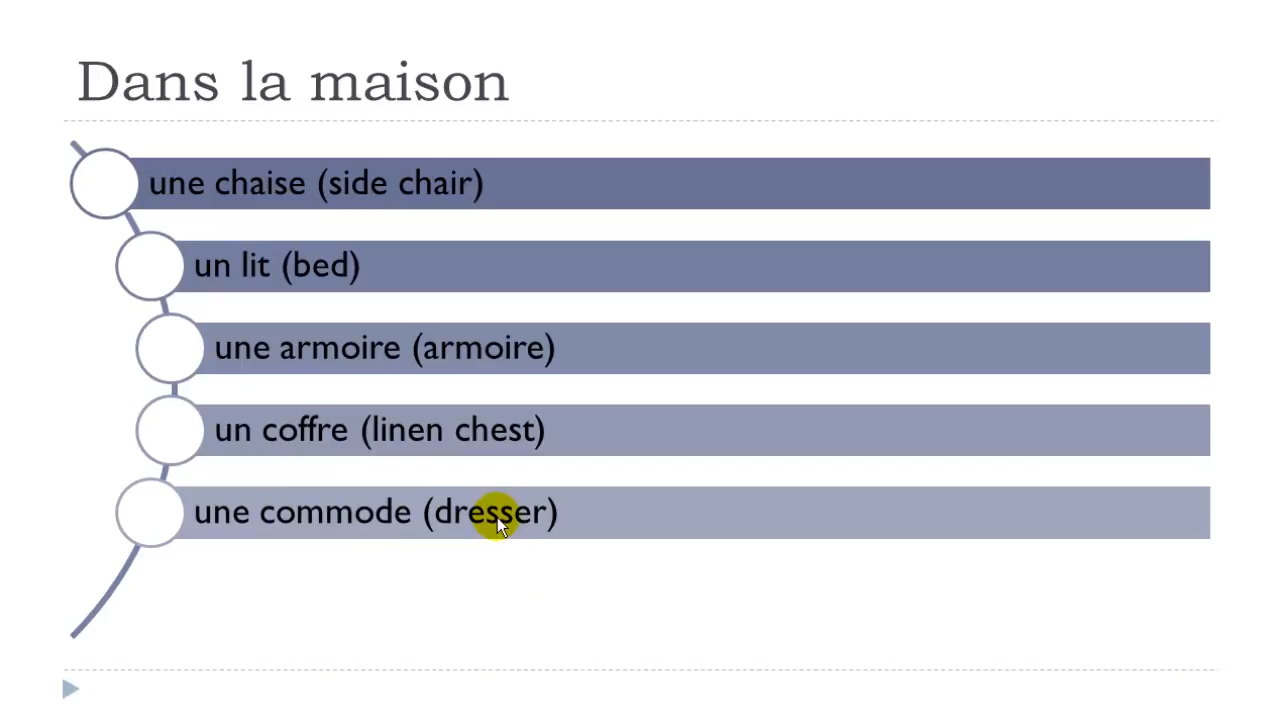 Dans la maison
une chaise (side chair)
un lit (bed)
une armoire (armoire)
un coffre (linen chest)
une commode (dresser)